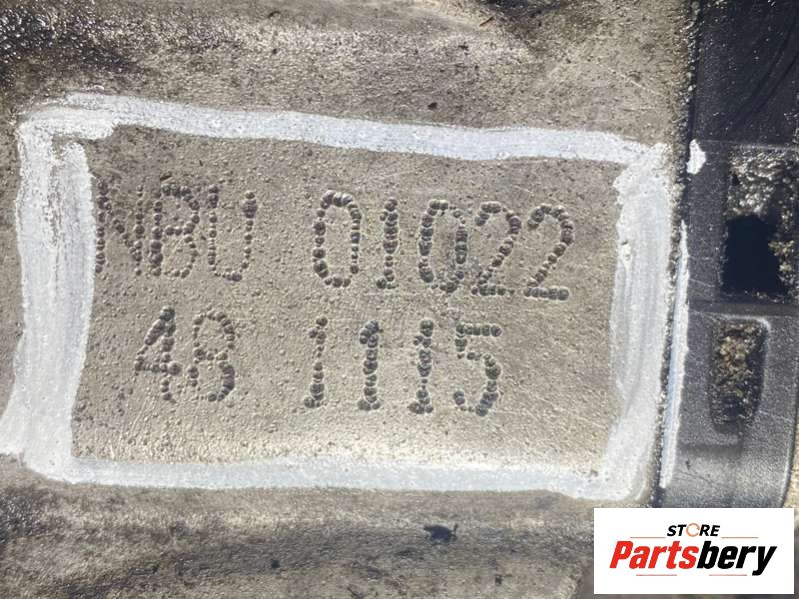 NBU 01022
48 1115
STORE
Partsbery